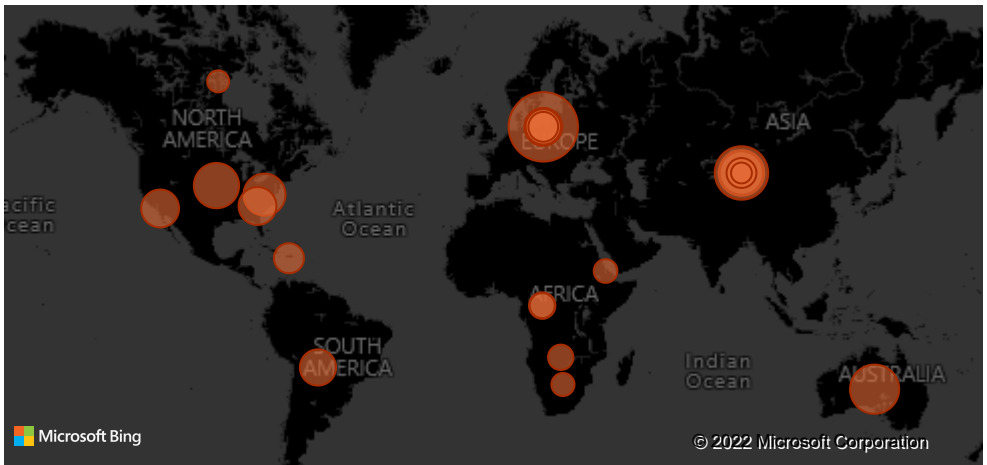 NORTH
AMERICA
EUROPE
ASIA
acific
cean
Atlantic
Ocean
AFRICA
SOUTH
AMERICA
Indian
Ocean
AUSTRALIA
Microsoft Bing
© 2022 Microsoft Corporation